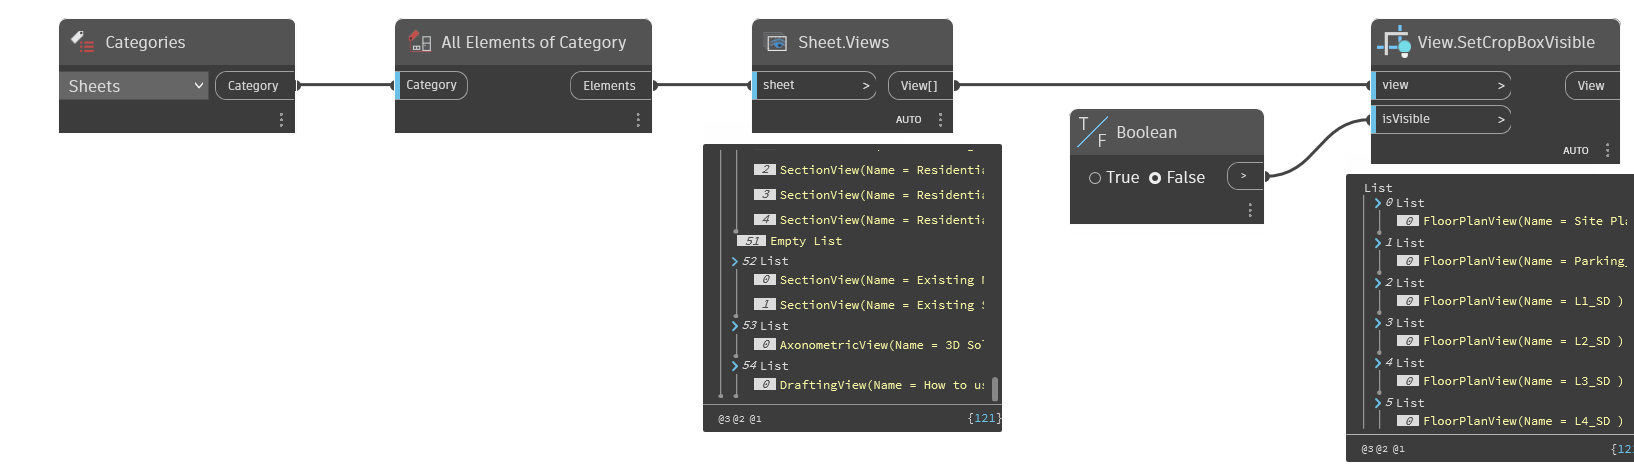 Categories
Sheets
Category
All Elements of Category
Category
Elements
Sheet.Views
sheet >
View[]
AUTO
2 SectionView(Name = Residentia
3 SectionView(Name = Residentia
4 SectionView(Name = Residentia
51 Empty List
52 List
0 SectionView(Name = Existing
1 SectionView(Name = Existing
53 List
0 AxonometricView(Name = 3D So
54 List
0 DraftingView(Name = How to u
@3 @2 @1
{121}
T F
Boolean
True False
>
View.SetCropBoxVisible
view >
View
isVisible >
AUTO
List
0 List
0 FloorPlanView(Name = Site Pl
1 List
0 FloorPlanView(Name = Parking_
2 List
0 FloorPlanView(Name = L1_SD )
3 List
0 FloorPlanView(Name = L2_SD )
4 List
0 FloorPlanView(Name = L3_SD )
5 List
0 FloorPlanView(Name = L4_SD )
@3 @2 @1
{12